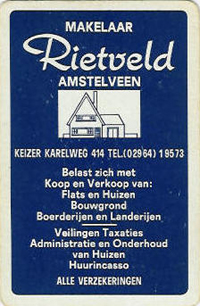 MAKELAAR
Rietveld
AMSTELVEEN
KEIZER KARELWEG 414 TEL.(02964) 19573
Belast zich met
Koop en Verkoop van:
Flats en Huizen
Bouwgrond
Boerderijen en Landerijen
Veilingen Taxaties
Administratie en Onderhoud
van Huizen
Huurincasso
ALLE VERZEKERINGEN